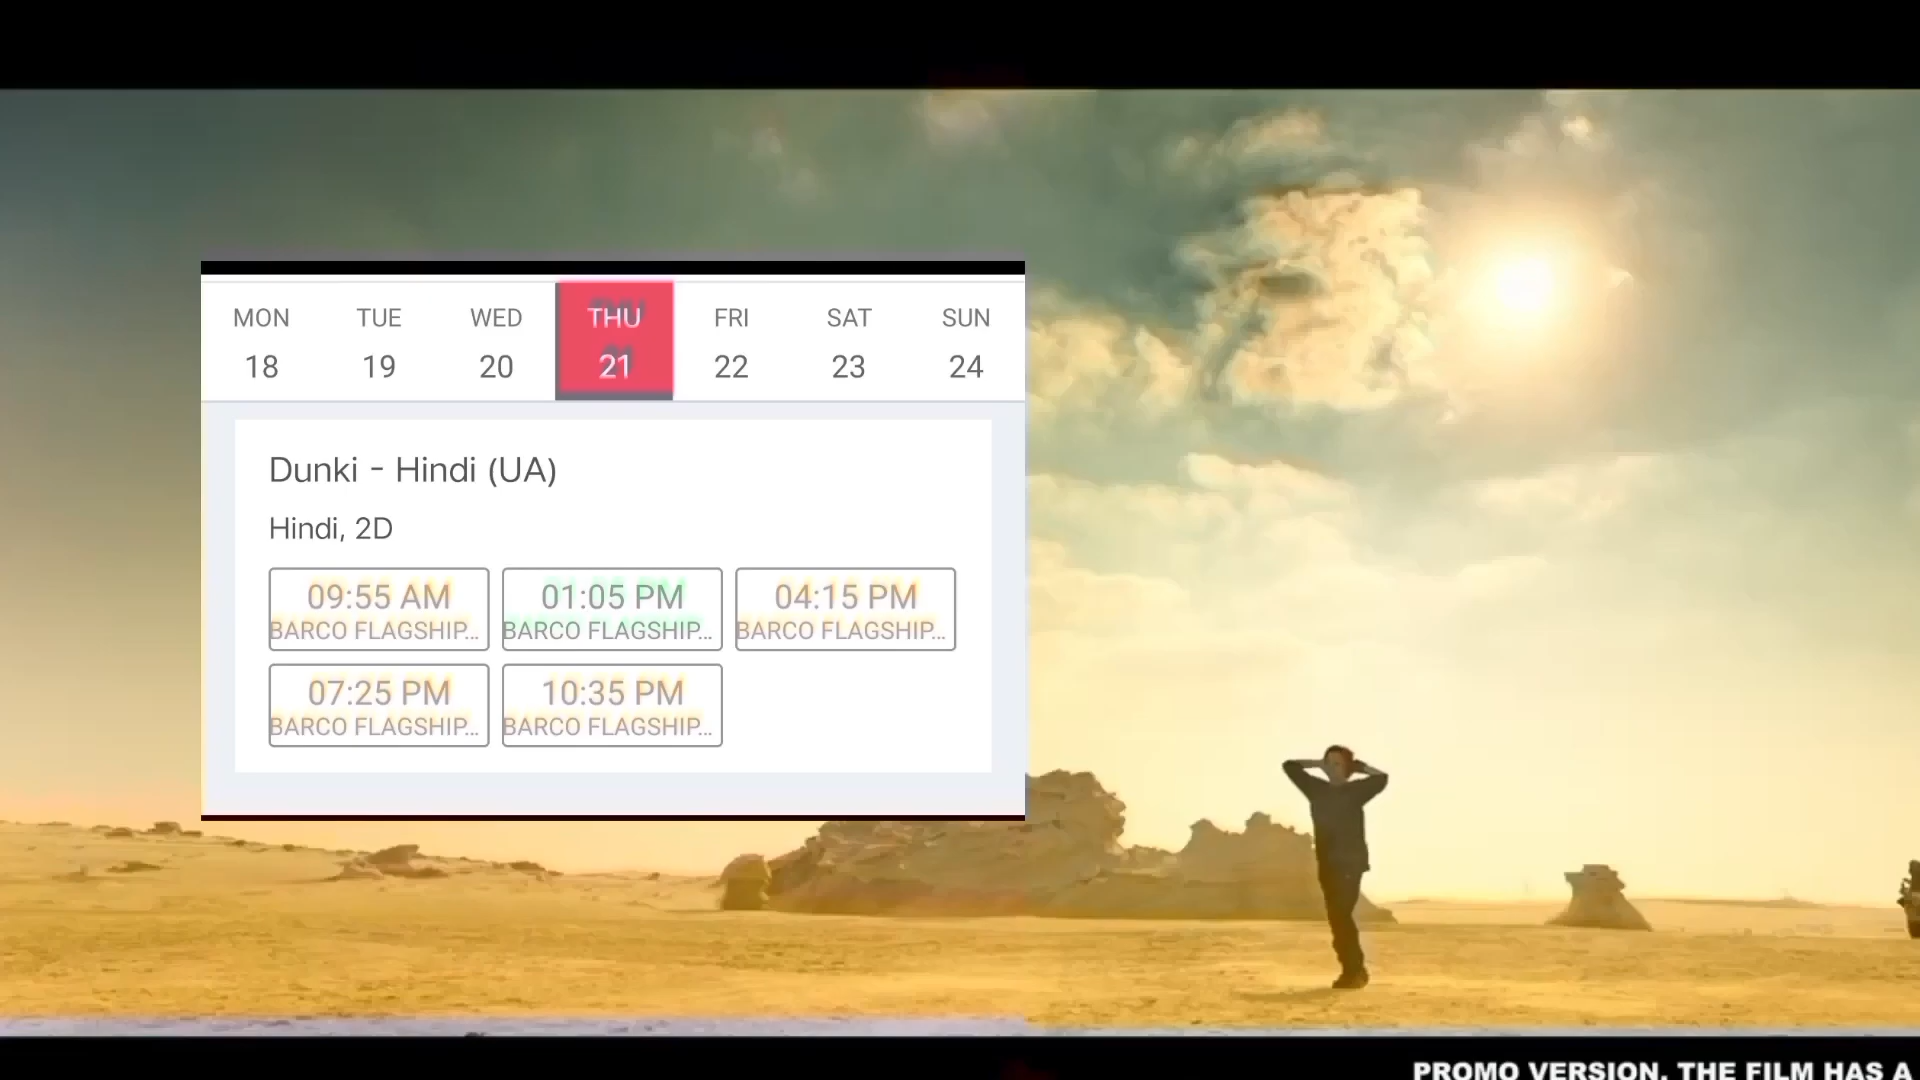 MON TUE WED THU FRI SAT SUN
18 19 20 21 22 23 24
Dunki - Hindi (UA)
Hindi, 2D
09:55 AM 01:05 PM 04:15 PM
BARCO FLAGSHIP... BARCO FLAGSHIP... BARCO FLAGSHIP...
07:25 PM 10:35 PM
BARCO FLAGSHIP... BARCO FLAGSHIP...
PROMO VERSION. THE FILM HAS A